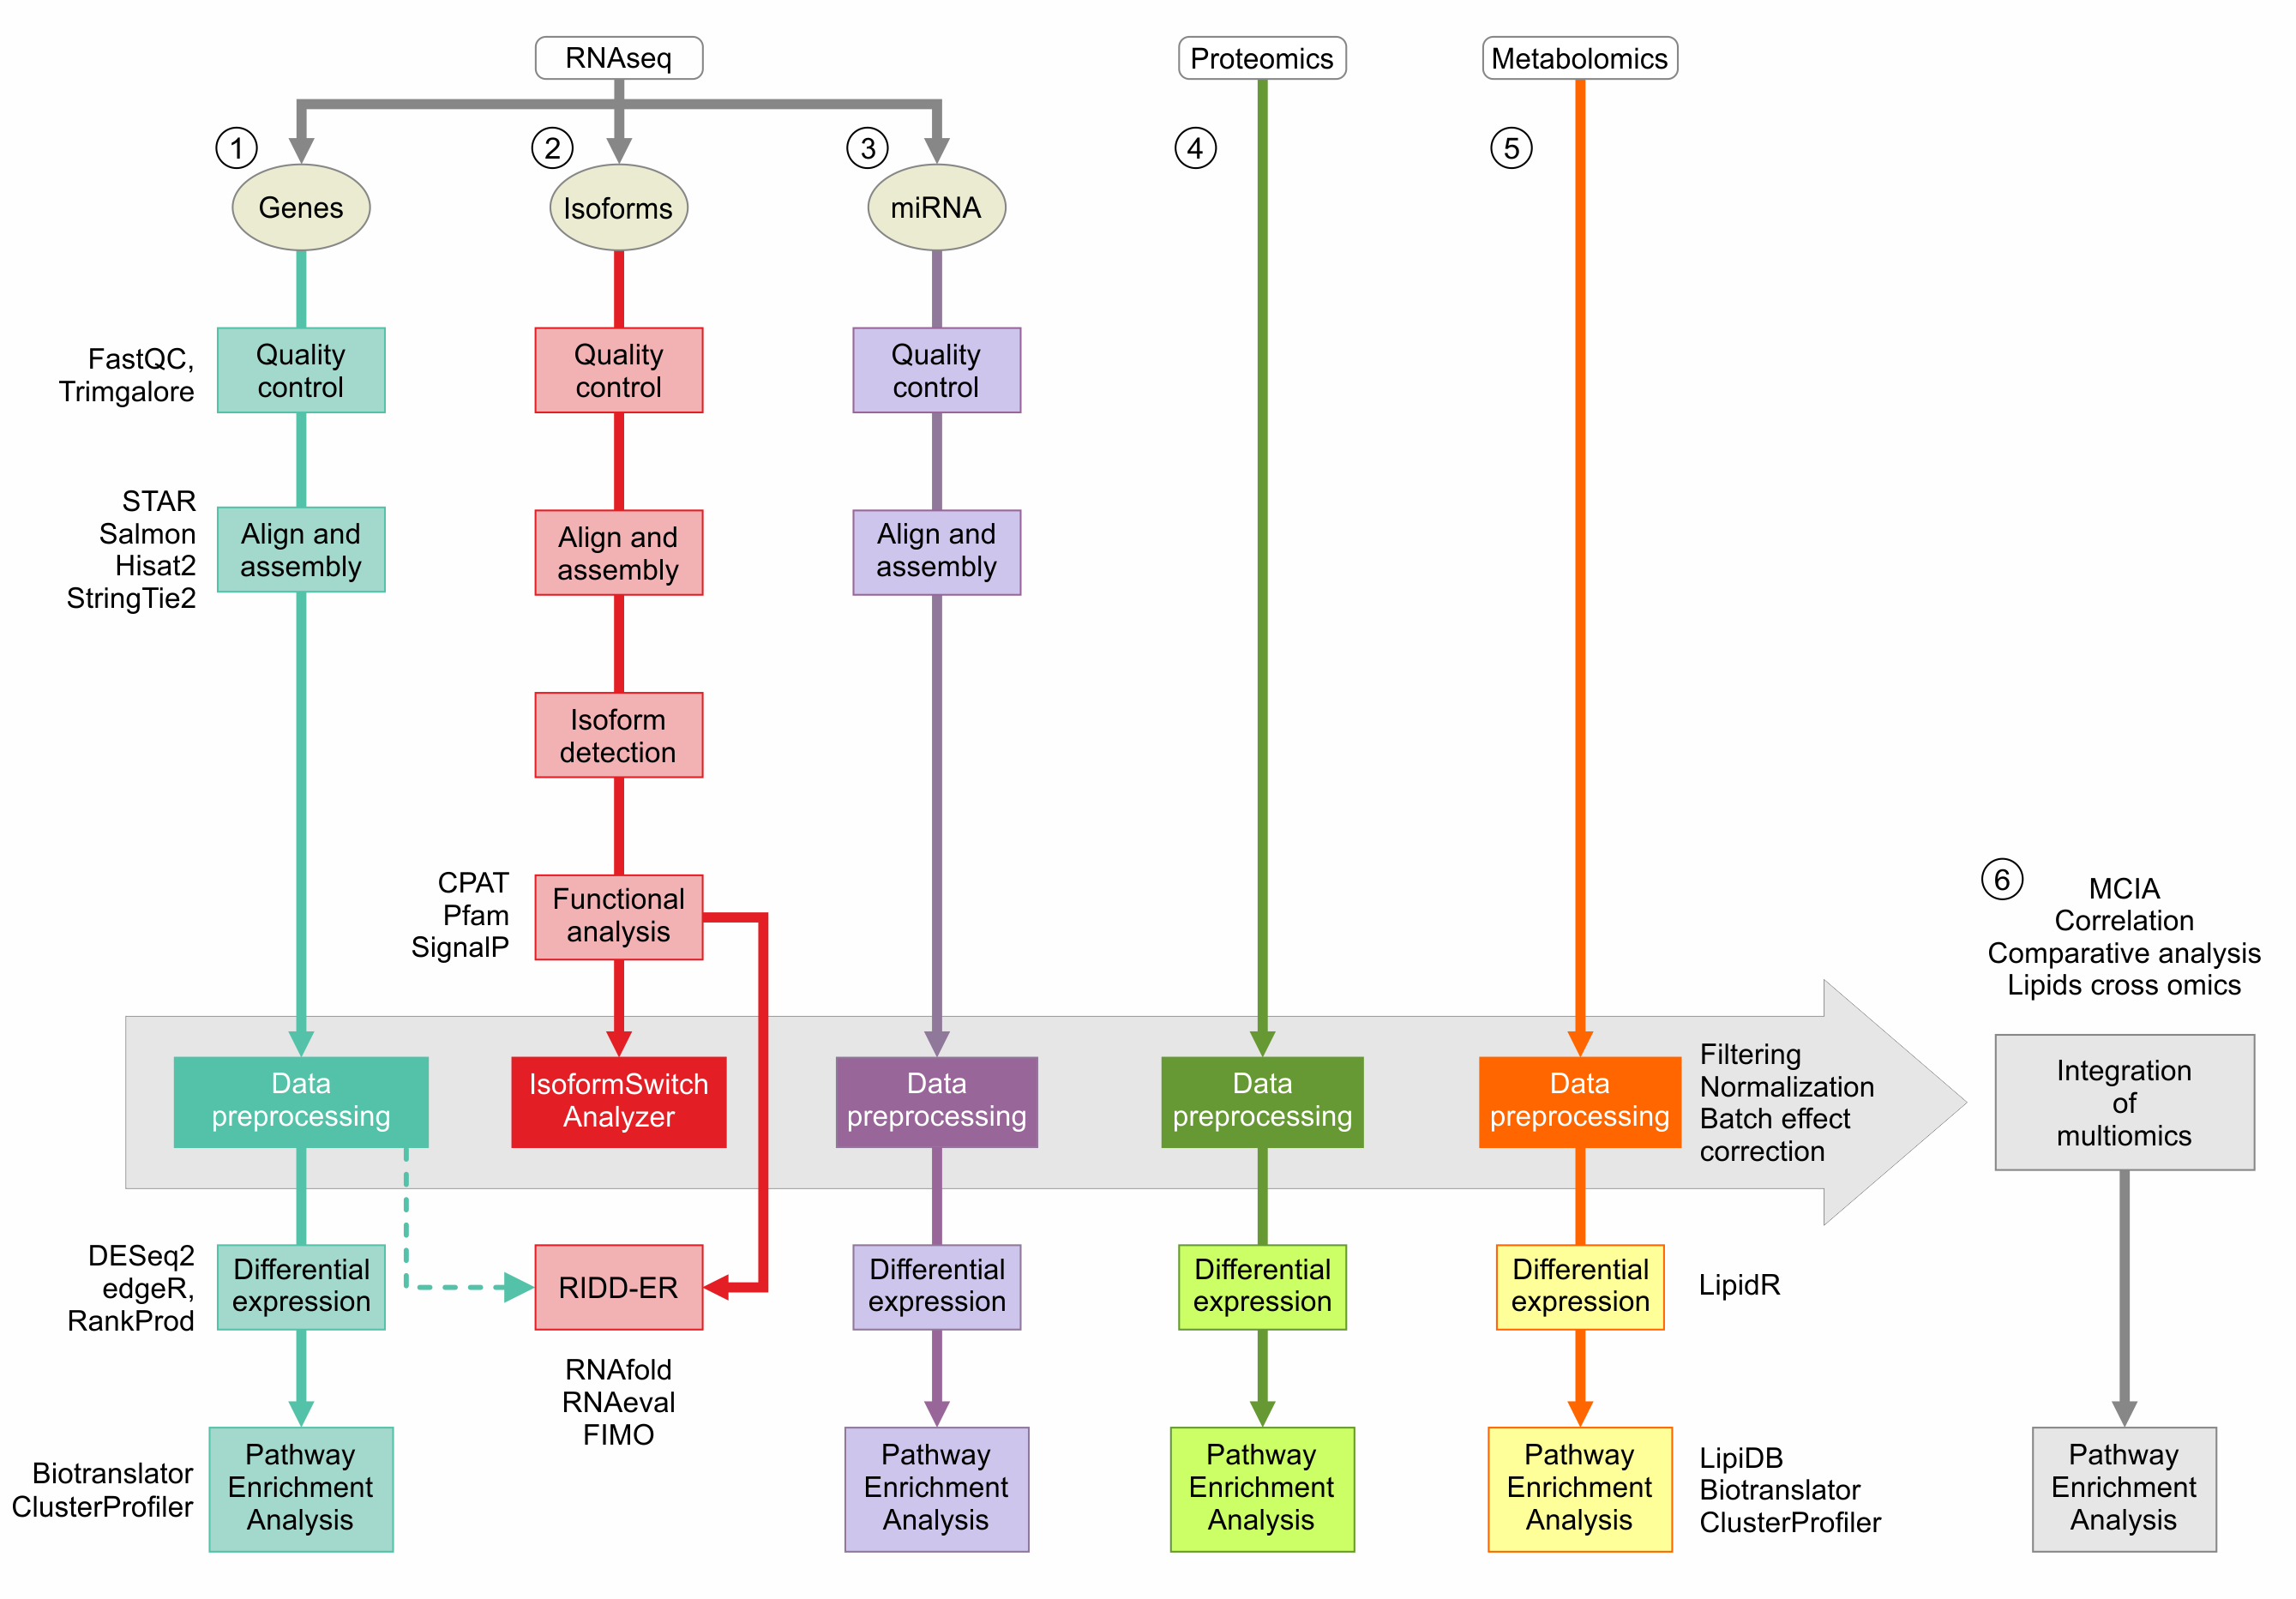 RNAseq
Proteomics
Metabolomics
1
2
3
4
5
Genes
Isoforms
miRNA
FastQC,
Trimgalore
Quality
control
Quality
control
Quality
control
STAR
Salmon
Hisat2
StringTie2
Align and
assembly
Align and
assembly
Align and
assembly
Isoform
detection
CPAT
Pfam
SignalP
Functional
analysis
6
MCIA
Correlation
Comparative analysis
Lipids cross omics
Data
preprocessing
IsoformSwitch
Analyzer
Data
preprocessing
Data
preprocessing
Data
preprocessing
Filtering
Normalization
Batch effect
correction
Integration
of
multiomics
DESeq2
edgeR,
RankProd
Differential
expression
RIDD-ER
Differential
expression
Differential
expression
Differential
expression
LipidR
RNAfold
RNAeval
FIMO
Biotranslator
ClusterProfiler
Pathway
Enrichment
Analysis
Pathway
Enrichment
Analysis
Pathway
Enrichment
Analysis
Pathway
Enrichment
Analysis
LipiDB
Biotranslator
ClusterProfiler
Pathway
Enrichment
Analysis